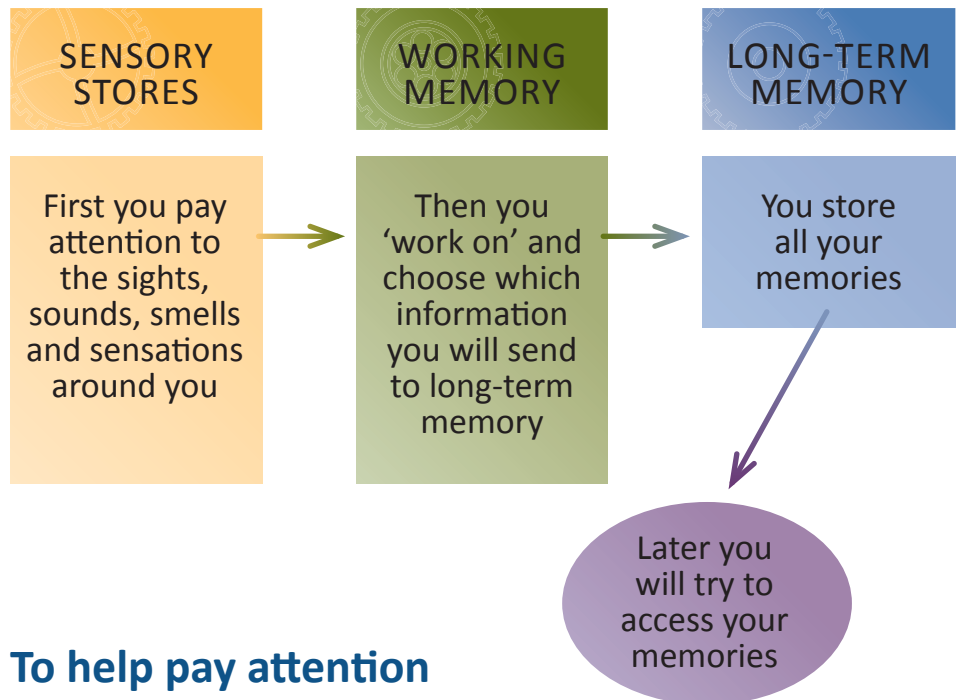 SENSORY
STORES
First you pay
attention to
the sights,
sounds, smells
and sensations
around you
WORKING
MEMORY
Then you
‘work on’ and
choose which
information
you will send
to long-term
memory
LONG-TERM
MEMORY
You store
all your
memories
Later you
will try to
access your
memories
To help pay attention